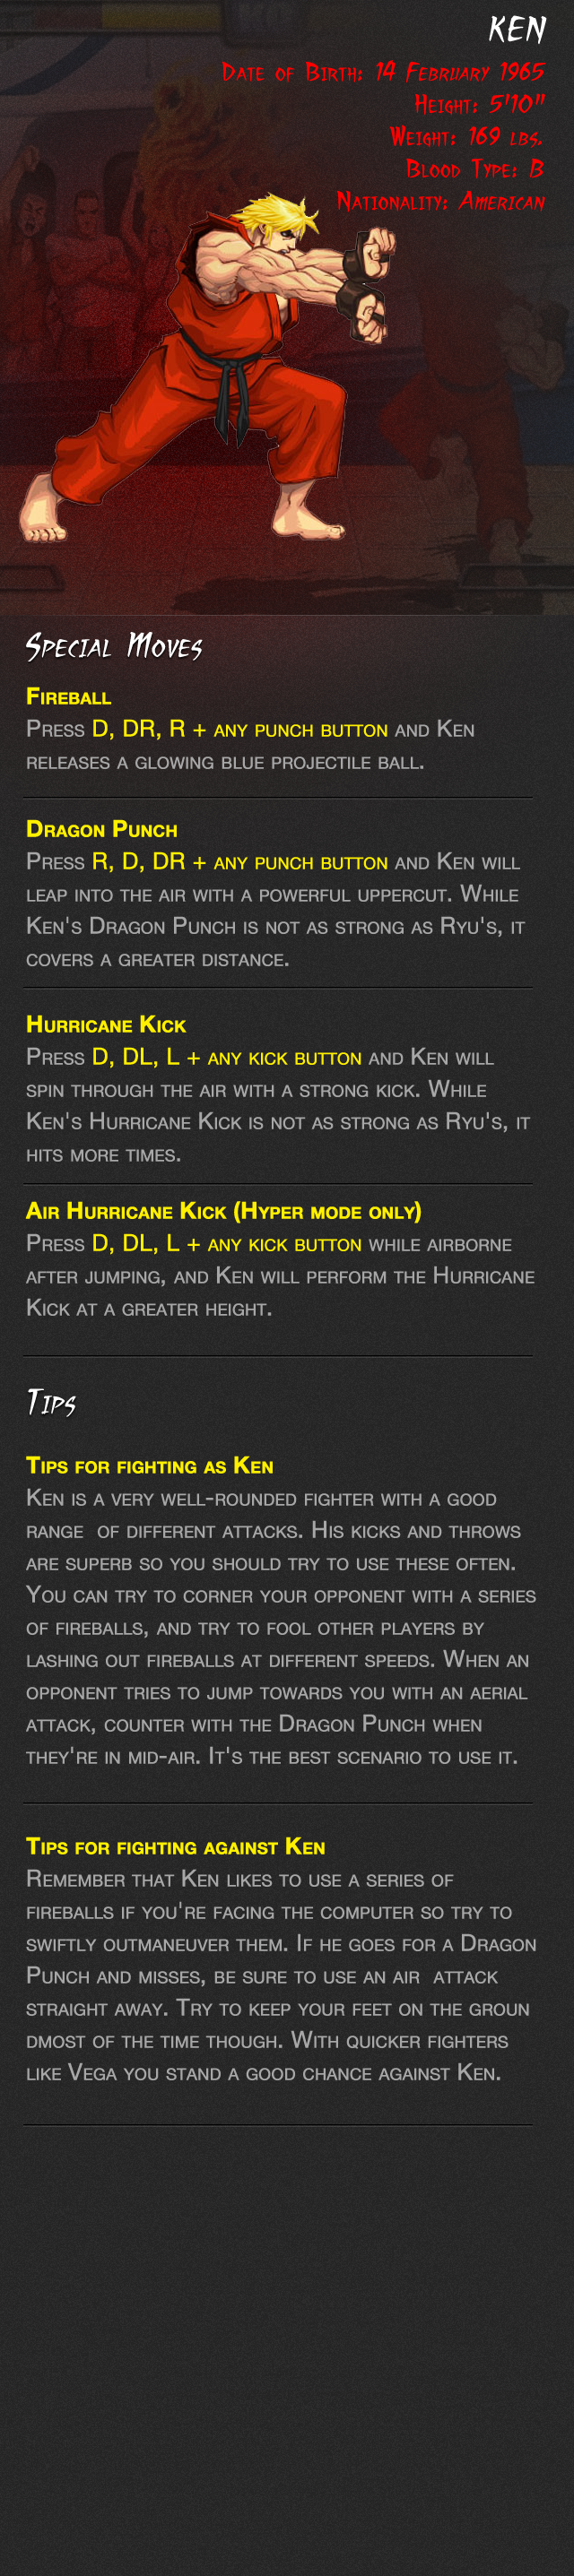 KEN
Date of Birth: 14 February 1965
Height: 5'10"
Weight: 169 lbs.
Blood Type: B
Nationality: American
Special Moves
Fireball
Press D, DR, R + any punch button and Ken
releases a glowing blue projectile ball.
Dragon Punch
Press R, D, DR + any punch button and Ken will
leap into the air with a powerful uppercut. While
Ken's Dragon Punch is not as strong as Ryu's, it
covers a greater distance.
Hurricane Kick
Press D, DL, L + any kick button and Ken will
spin through the air with a strong kick. While
Ken's Hurricane Kick is not as strong as Ryu's, it
hits more times.
Air Hurricane Kick (Hyper mode only)
Press D, DL, L + any kick button while airborne
after jumping, and Ken will perform the Hurricane
Kick at a greater height.
Tips
Tips for fighting as Ken
Ken is a very well-rounded fighter with a good
range of different attacks. His kicks and throws
are superb so you should try to use these often.
You can try to corner your opponent with a series
of fireballs, and try to fool other players by
lashing out fireballs at different speeds. When an
opponent tries to jump towards you with an aerial
attack, counter with the Dragon Punch when
they're in mid-air. It's the best scenario to use it.
Tips for fighting against Ken
Remember that Ken likes to use a series of
fireballs if you're facing the computer so try to
swiftly outmaneuver them. If he goes for a Dragon
Punch and misses, be sure to use an air attack
straight away. Try to keep your feet on the groun
dmost of the time though. With quicker fighters
like Vega you stand a good chance against Ken.